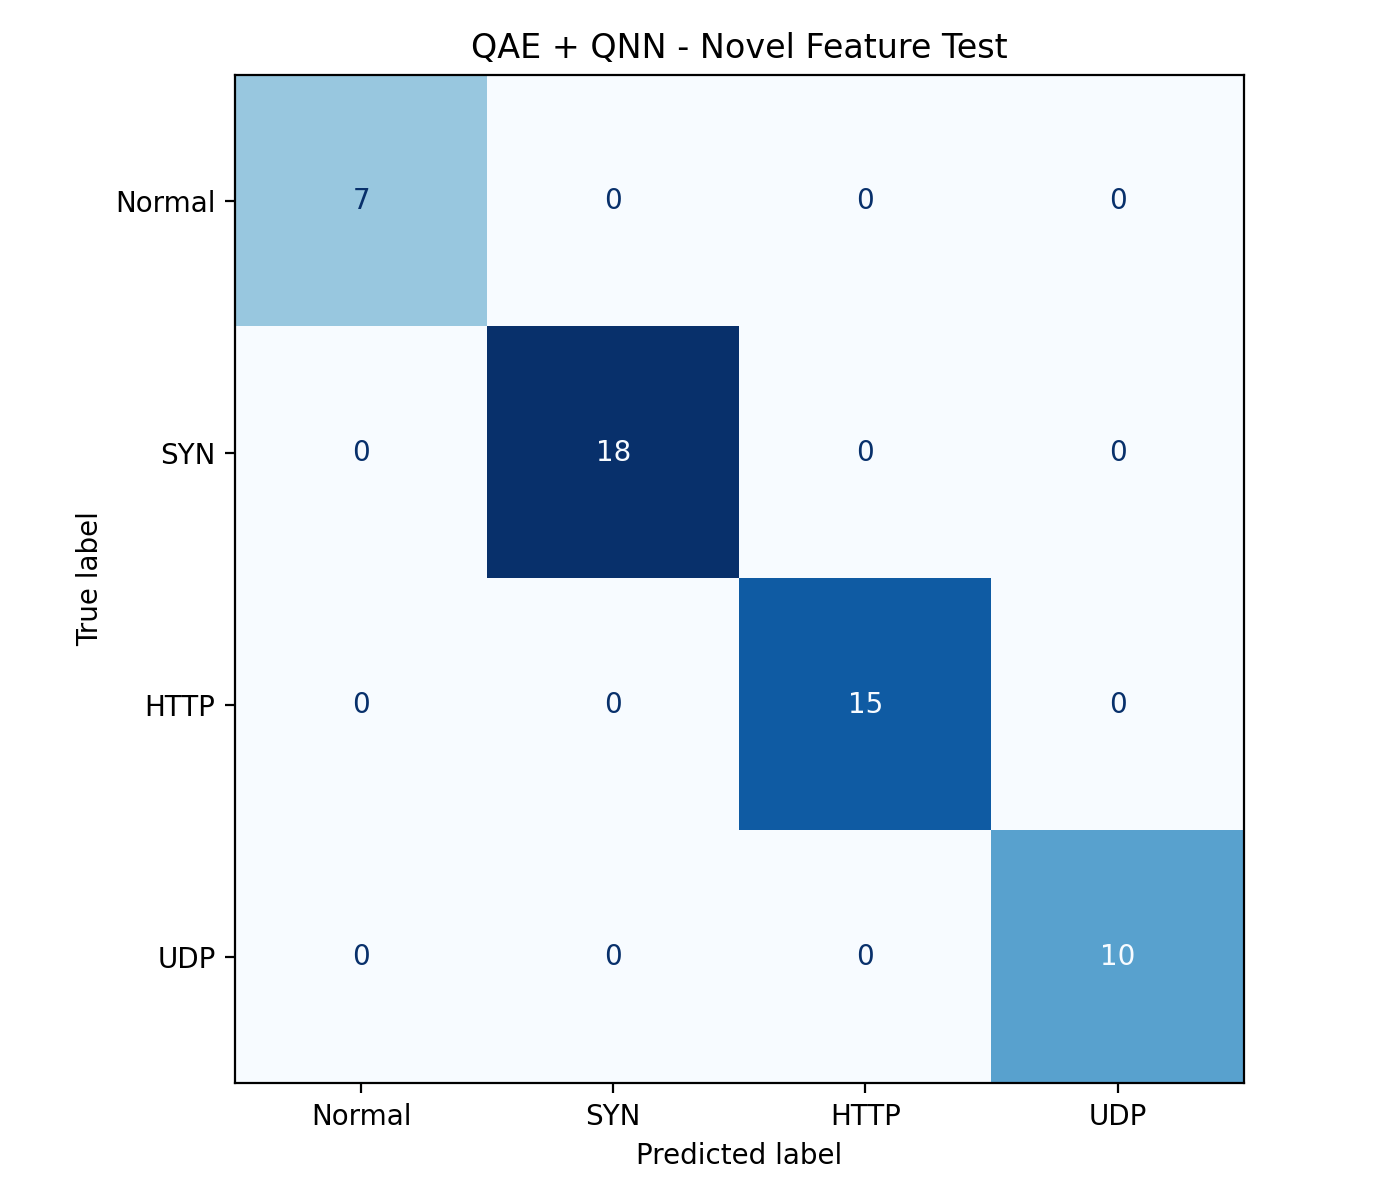 QAE + QNN - Novel Feature Test
Normal 7 0 0 0
SYN 0 18 0 0
HTTP 0 0 15 0
UDP 0 0 0 10
True label
Normal SYN HTTP UDP
Predicted label